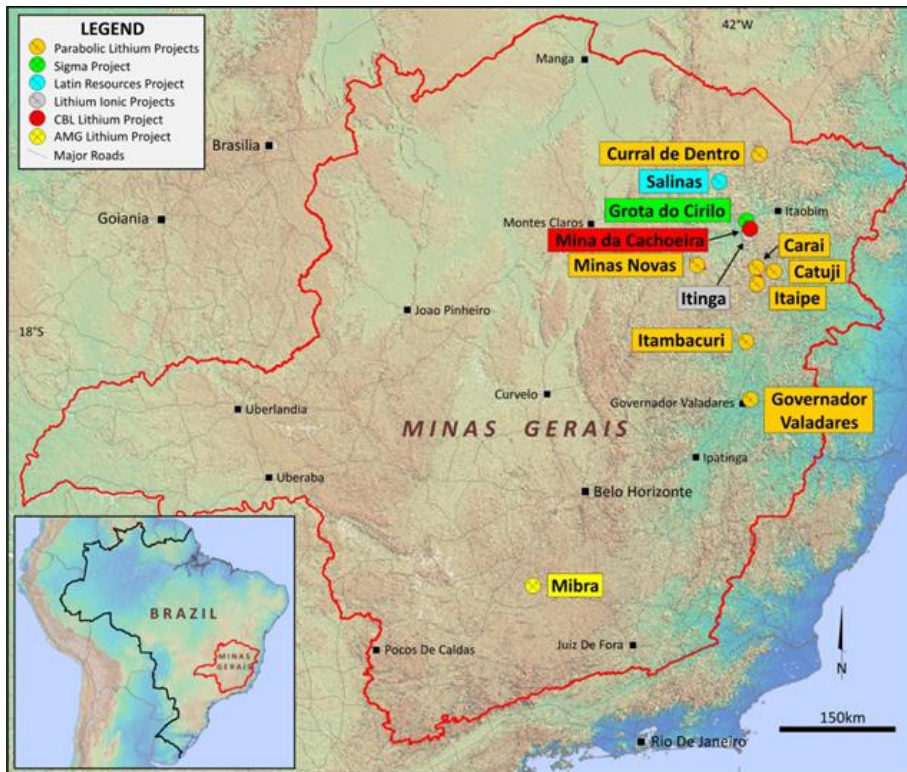 LEGEND
Parabolic Lithium Projects
Sigma Project
Latin Resources Project
Lithium Ionic Projects
CBL Lithium Project
AMG Lithium Project
Major Roads
42°W
Manga
Brasilia
Curral de Dentro
Salinas
Goiania
Grota do Cirilo
Itaobim
Montes Claros
Mina da Cachoeira
Carai
Minas Novas
Catuji
Itinga
Itaipe
Joao Pinheiro
18°S
Itambacuri
Curvelo
Governador Valadares
Governador
Valadares
Uberlandia
MINAS GERAIS
Ipatinga
Uberaba
Belo Horizonte
Mibra
BRAZIL
MINAS
GERAIS
Pocos De Caldas
Juiz De Fora
N
150km
Rio De Janeiro